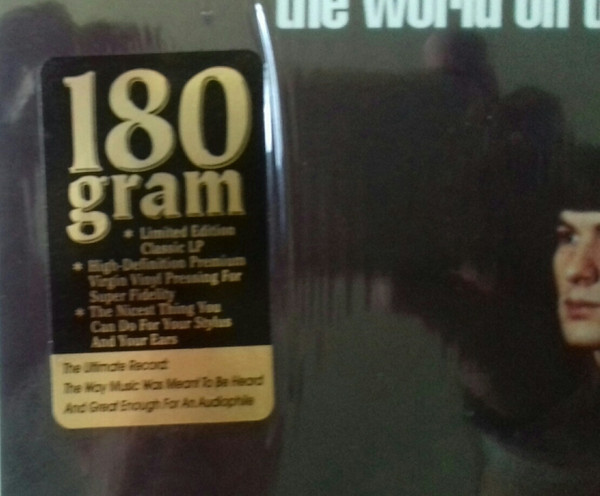 the world on
180
gram
* Limited Edition
Classic LP
* High-Definition Premium
Virgin Vinyl Pressing For
Super Fidelity
* The Nicest Thing You
Can Do For Your Stylus
And Your Ears
The Ultimate Record:
The Way Music Was Meant To Be Heard
And Great Enough For An Audiophile